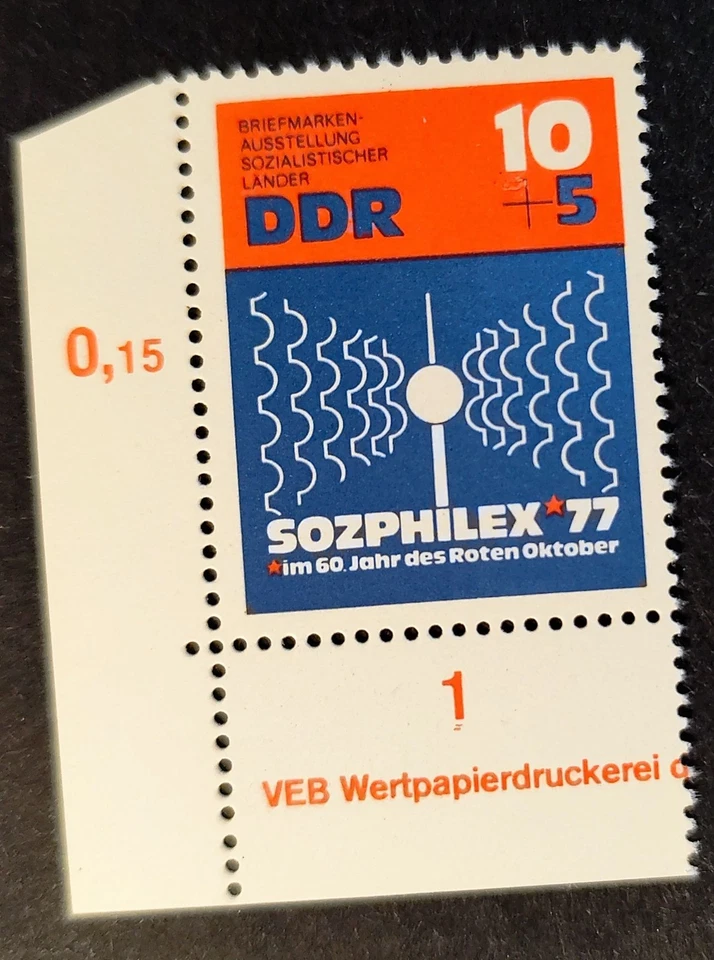 BRIEFMARKEN-
AUSSTELLUNG
SOZIALISTISCHER
LÄNDER
DDR
10
+5
0,15
SOZPHILEX★77
★im 60. Jahr des Roten Oktober
1
VEB Wertpapierdruckerei d